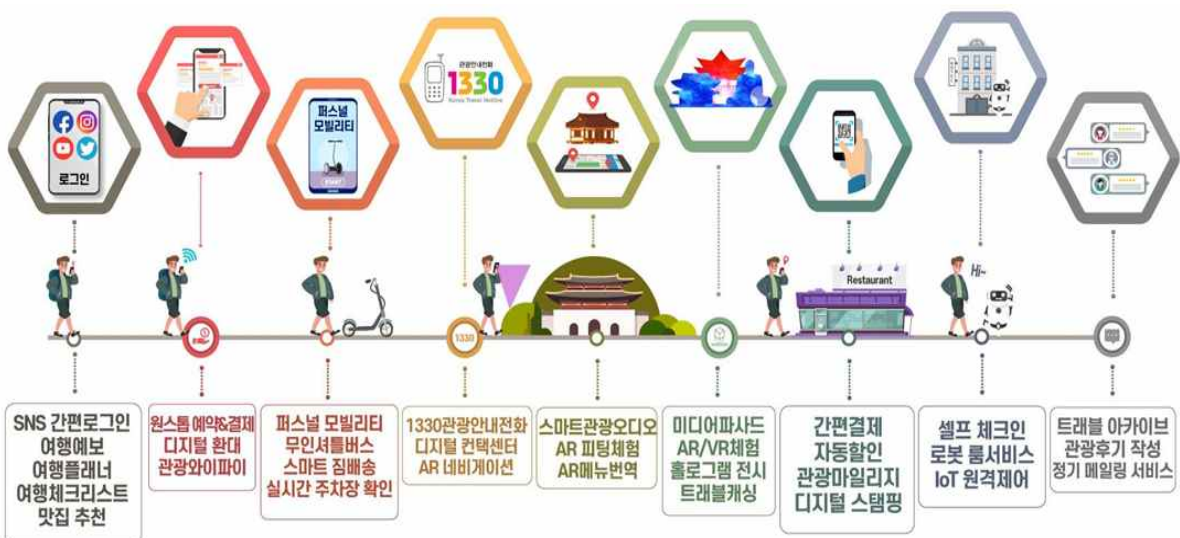 로그인
퍼스널
모빌리티
관광안내전화
1330
Korea Travel Hotline
Restaurant
Hi~
1330
SNS 간편로그인
여행예보
여행플래너
여행체크리스트
맛집 추천
원스톱 예약&결제
디지털 환대
관광와이파이
퍼스널 모빌리티
무인셔틀버스
스마트 짐배송
실시간 주차장 확인
1330관광안내전화
디지털 컨택센터
AR 네비게이션
스마트관광오디오
AR 피팅체험
AR메뉴번역
미디어파사드
AR/VR체험
홀로그램 전시
트래블캐싱
간편결제
자동할인
관광마일리지
디지털 스탬핑
셀프 체크인
로봇 룸서비스
IoT 원격제어
트래블 아카이브
관광후기 작성
정기 메일링 서비스